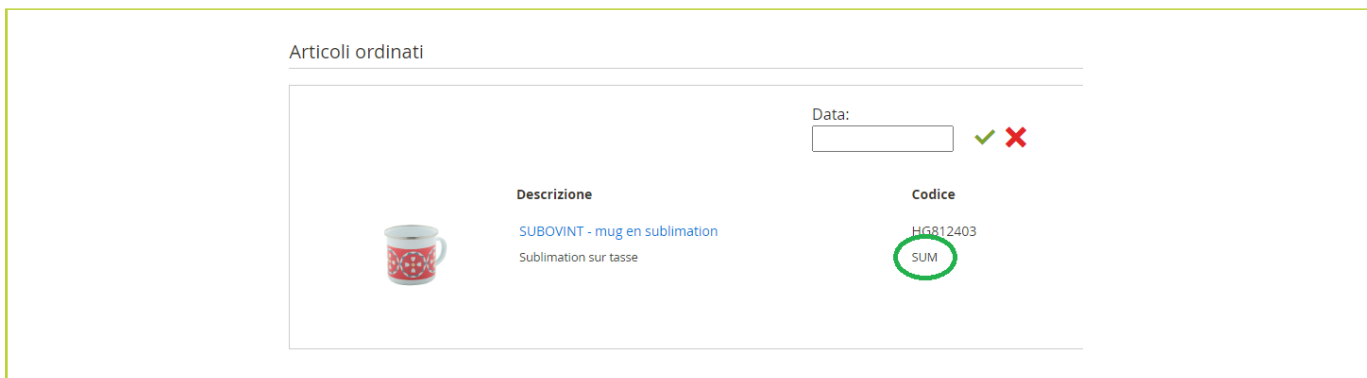 Articoli ordinati
Data:
Descrizione Codice
SUBOVINT - mug en sublimation HG812403
Sublimation sur tasse SUM